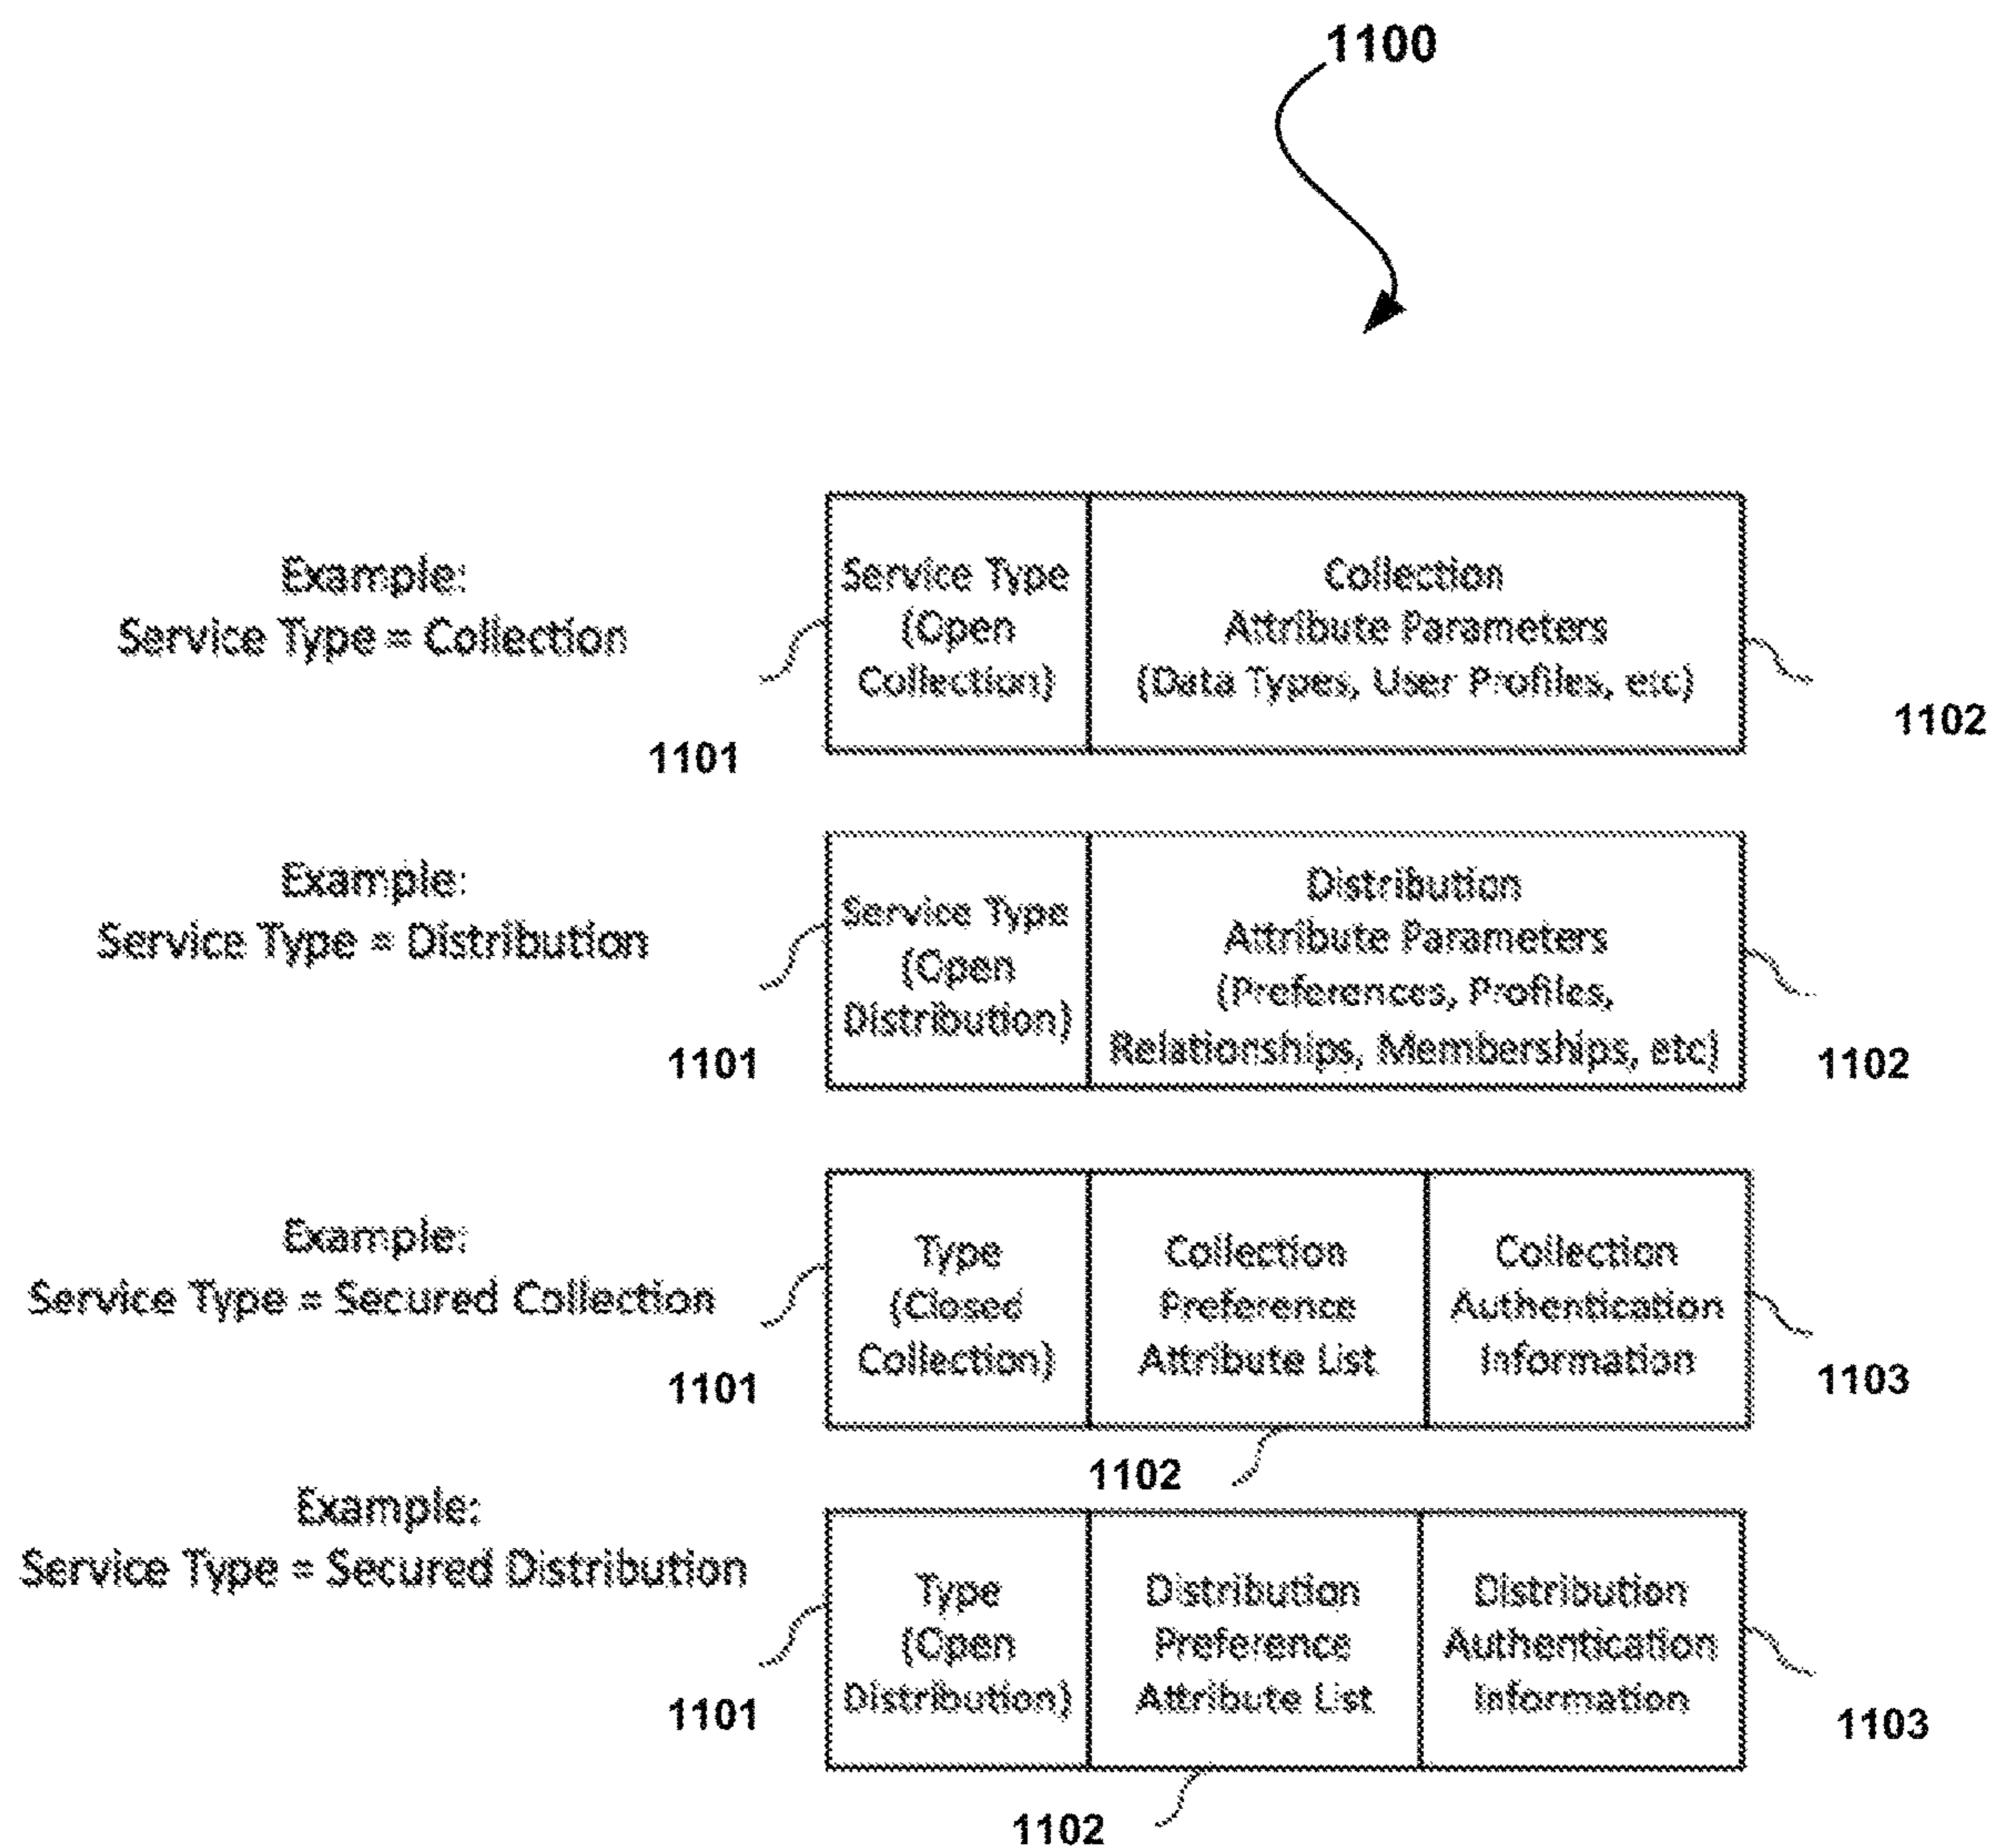 1100
Example:
Service Type = Collection
Service Type
(Open
Collection)
Collection
Attribute Parameters
(Data Types, User Profiles, etc)
1101
1102
Example:
Service Type = Distribution
Service Type
(Open
Distribution)
Distribution
Attribute Parameters
(Preferences, Profiles,
Relationships, Memberships, etc)
1101
1102
Example:
Service Type = Secured Collection
Type
(Closed
Collection)
Collection
Preference
Attribute List
Collection
Authentication
Information
1101
1102
1103
Example:
Service Type = Secured Distribution
Type
(Open
Distribution)
Distribution
Preference
Attribute List
Distribution
Authentication
Information
1101
1102
1103